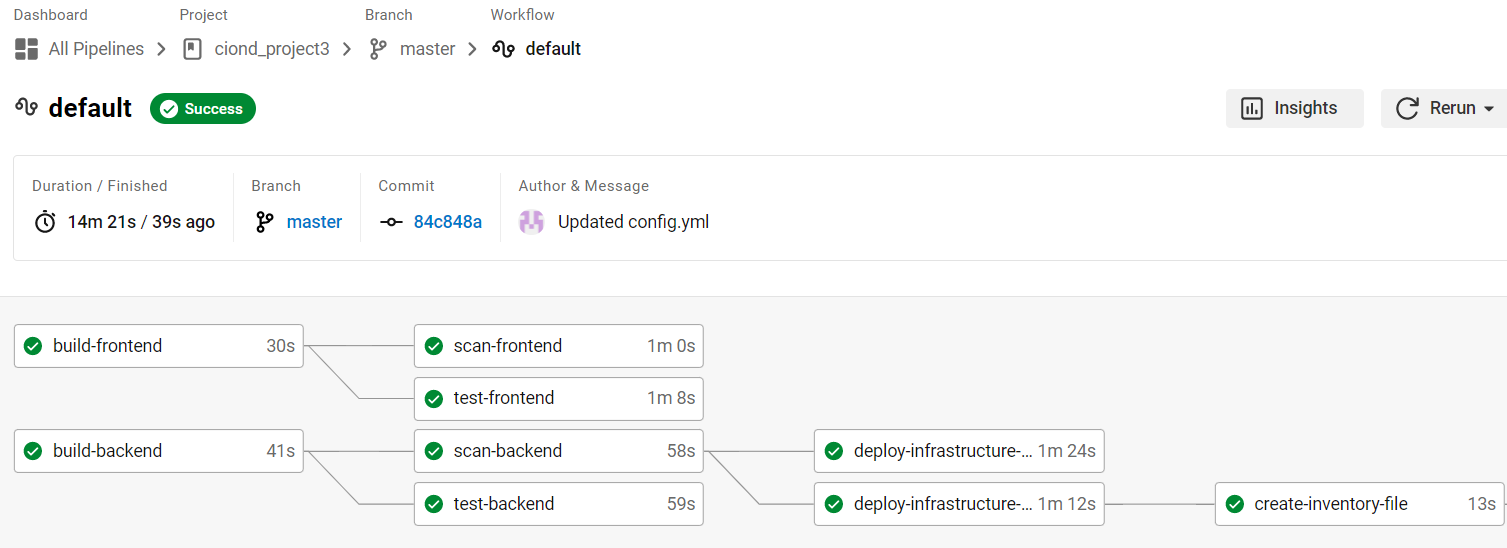 Dashboard Project Branch Workflow
All Pipelines ciond_project3 master default
default Success Insights Rerun
Duration / Finished Branch Commit Author & Message
14m 21s / 39s ago master 84c848a Updated config.yml
build-frontend 30s scan-frontend 1m 0s
test-frontend 1m 8s
build-backend 41s scan-backend 58s deploy-infrastructure-... 1m 24s
test-backend 59s deploy-infrastructure-... 1m 12s create-inventory-file 13s